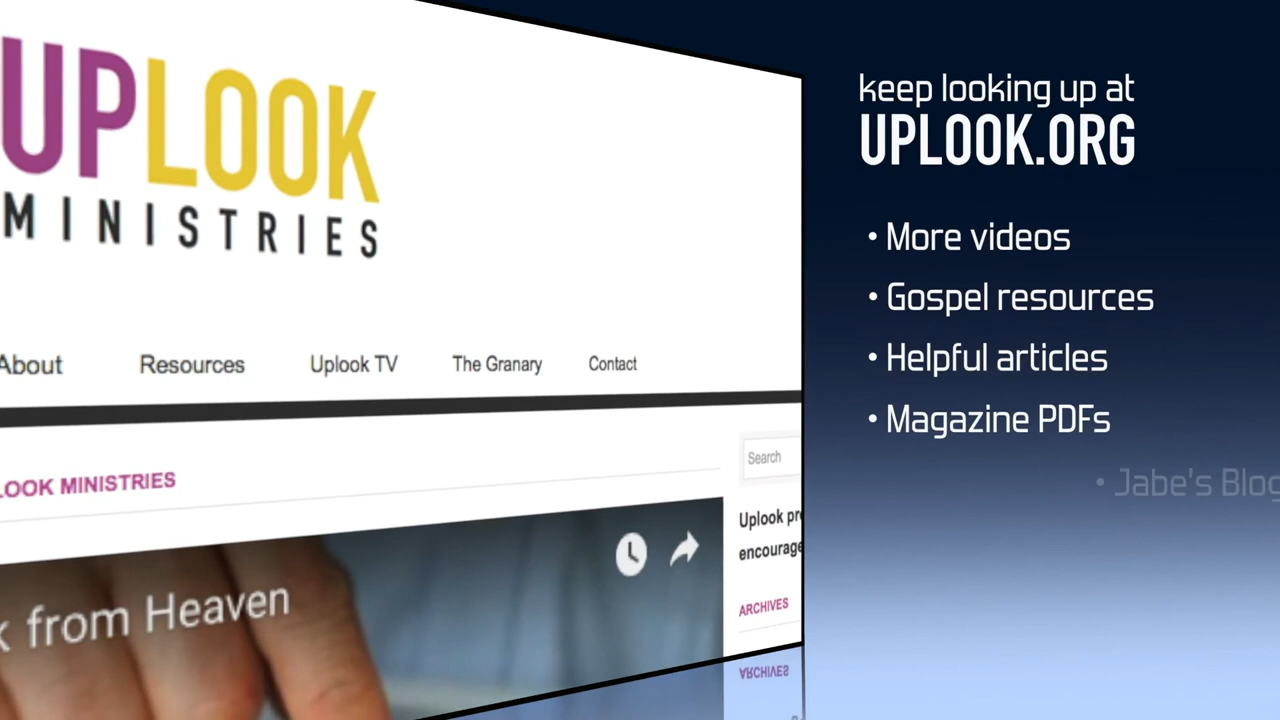 UPLOOK
MINISTRIES
About Resources Uplook TV The Granary Contact
LOOK MINISTRIES
Search
Uplook
encourage
ARCHIVES
from Heaven
ARCHIVES
keep looking up at
UPLOOK.ORG
• More videos
• Gospel resources
• Helpful articles
• Magazine PDFs
• Jabe's Blog